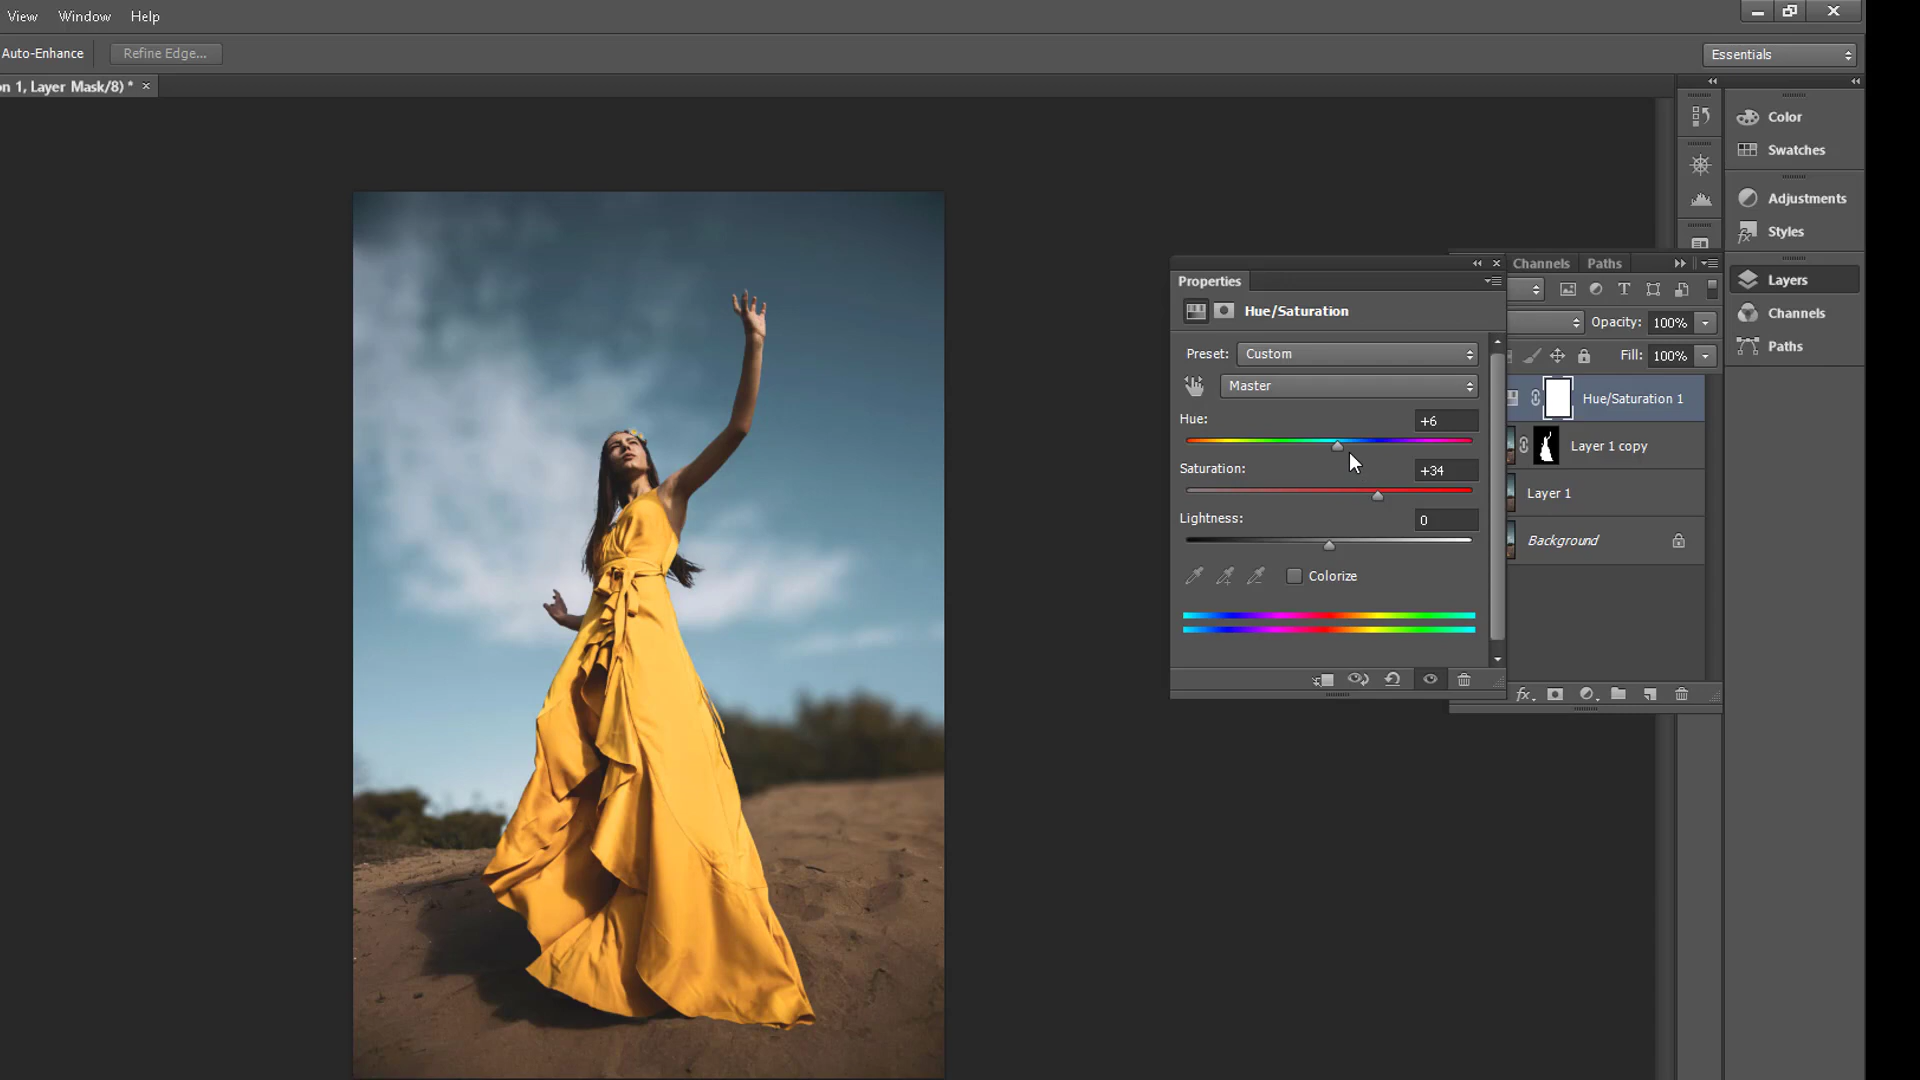 View Window Help
Auto-Enhance Refine Edge... Essentials
on 1, Layer Mask/8) * ×
Color
Swatches
Adjustments
Styles
Layers
Channels
Paths
Channels Paths
Opacity: 100%
Fill: 100%
Hue/Saturation 1
Layer 1 copy
Layer 1
Background
Properties
Hue/Saturation
Preset: Custom
Master
Hue: +6
Saturation: +34
Lightness: 0
Colorize
fx